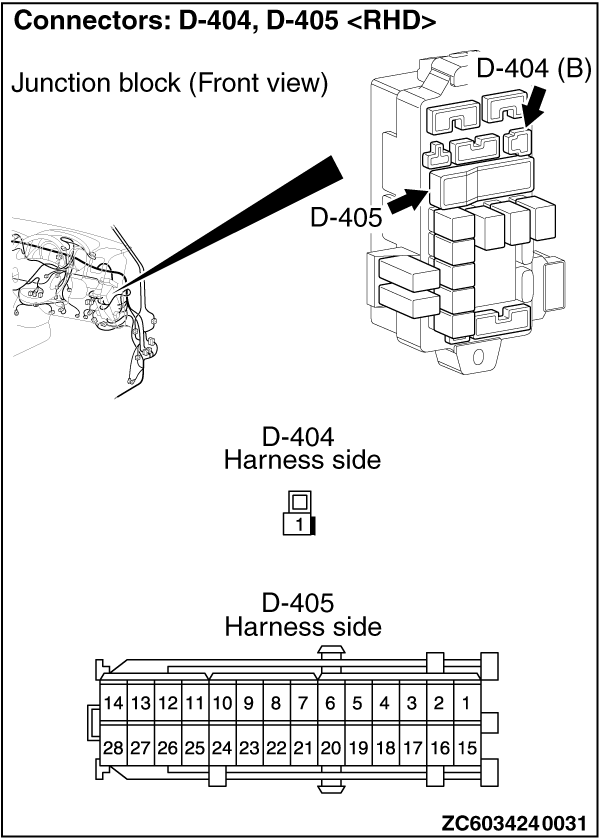 Connectors: D-404, D-405 <RHD>
Junction block (Front view)
D-404 (B)
D-405
D-404
Harness side
1
D-405
Harness side
14 13 12 11 10 9 8 7 6 5 4 3 2 1
28 27 26 25 24 23 22 21 20 19 18 17 16 15
ZC6034240031